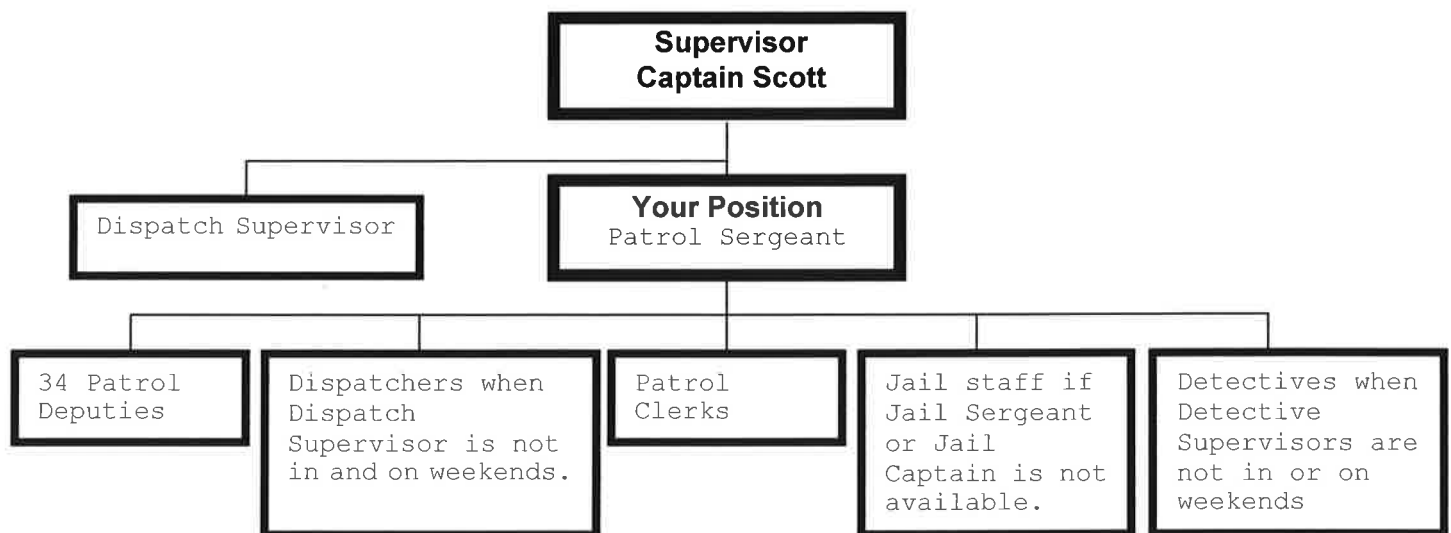 Supervisor
Captain Scott
Dispatch Supervisor
Your Position
Patrol Sergeant
34 Patrol
Deputies
Dispatchers when
Dispatch
Supervisor is not
in and on weekends.
Patrol
Clerks
Jail staff if
Jail Sergeant
or Jail
Captain is not
available.
Detectives when
Detective
Supervisors are
not in or on
weekends